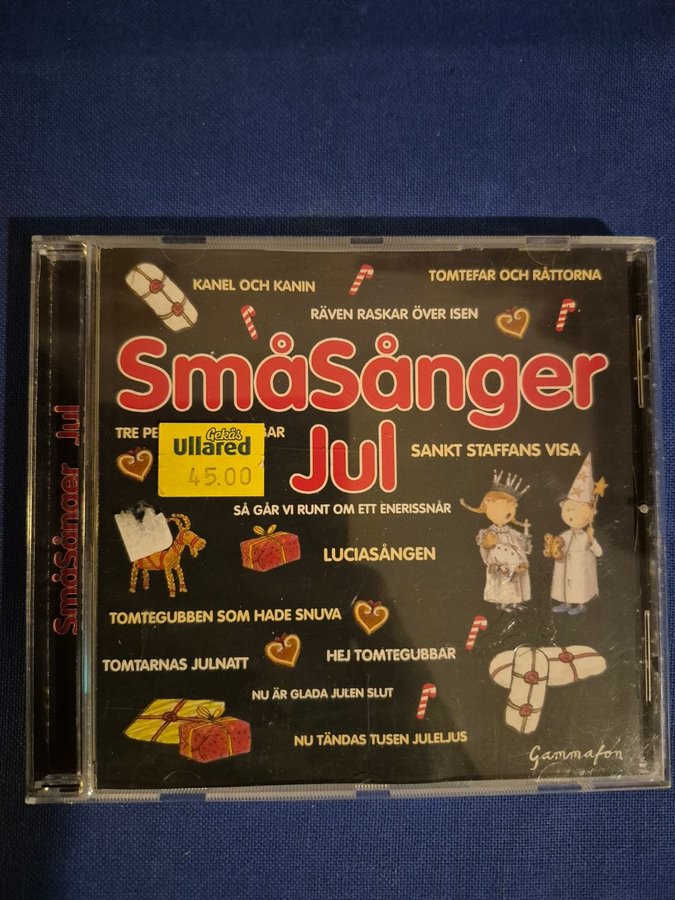 KANEL OCH KANIN
TOMTEFAR OCH RÅTTORNA
RÄVEN RASKAR ÖVER ISEN
SmåSånger
Jul
TRE PE
BAR
Gekås
Ullared
45.00
SANKT STAFFANS VISA
SÅ GÅR VI RUNT OM ETT ENERISSNÅR
LUCIASÅNGEN
TOMTEGUBBEN SOM HADE SNUVA
TOMTARNAS JULNATT
HEJ TOMTEGUBBAR
NU ÄR GLADA JULEN SLUT
NU TÄNDAS TUSEN JULELJUS
Gammafon
SmåSånger Jul